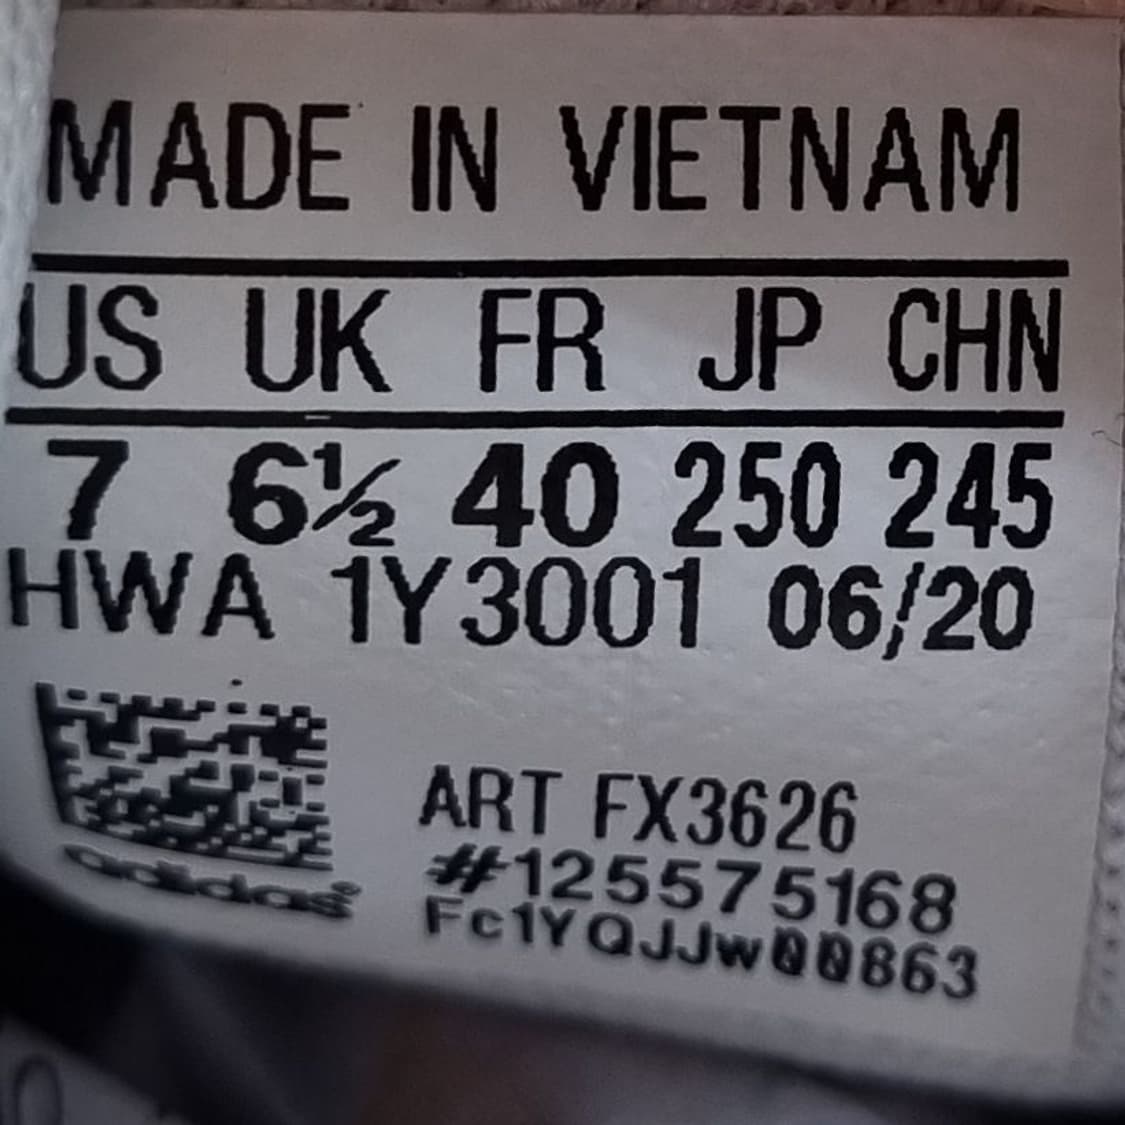 MADE IN VIETNAM
US UK FR JP CHN
7 6½ 40 250 245
HWA 1Y3001 06/20
ART FX3626
#125575168
Fc1YQJJw00863
adidas